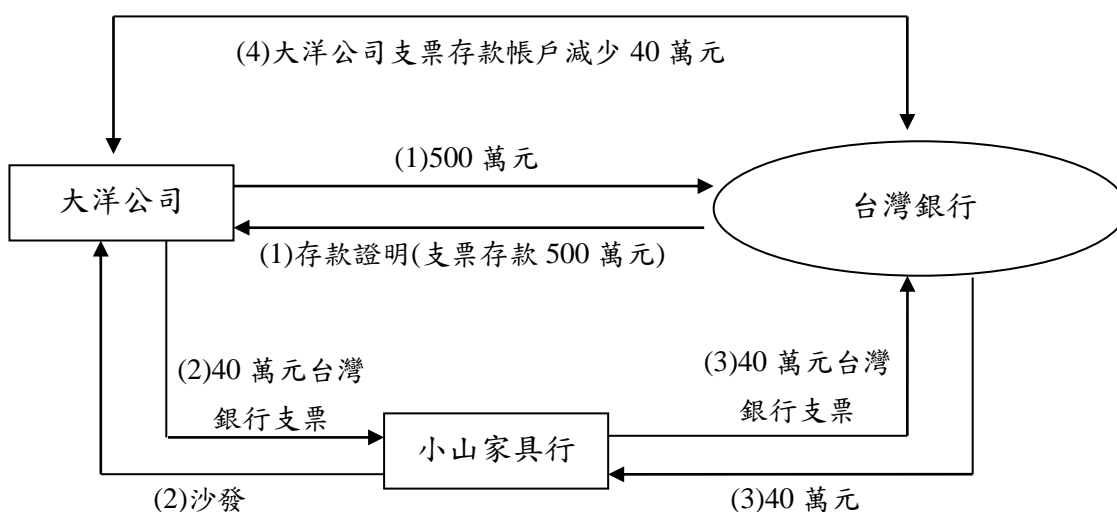 (4)大洋公司支票存款帳戶減少 40 萬元
(1)500 萬元
大洋公司
台灣銀行
(1)存款證明(支票存款 500 萬元)
(2)40 萬元台灣
銀行支票
(3)40 萬元台灣
銀行支票
小山家具行
(2)沙發
(3)40 萬元